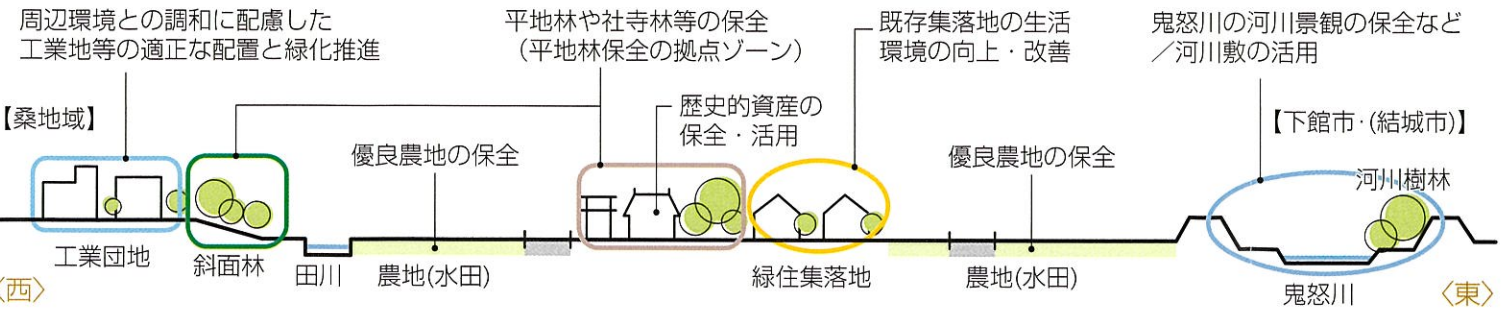 周辺環境との調和に配慮した
工業地等の適正な配置と緑化推進
平地林や社寺林等の保全
（平地林保全の拠点ゾーン）
既存集落地の生活
環境の向上・改善
鬼怒川の河川景観の保全など
／河川敷の活用
【桑地域】
歴史的資産の
保全・活用
【下館市・(結城市)】
優良農地の保全
優良農地の保全
河川樹林
工業団地
斜面林
田川
農地(水田)
緑住集落地
農地(水田)
鬼怒川
〈西〉
〈東〉